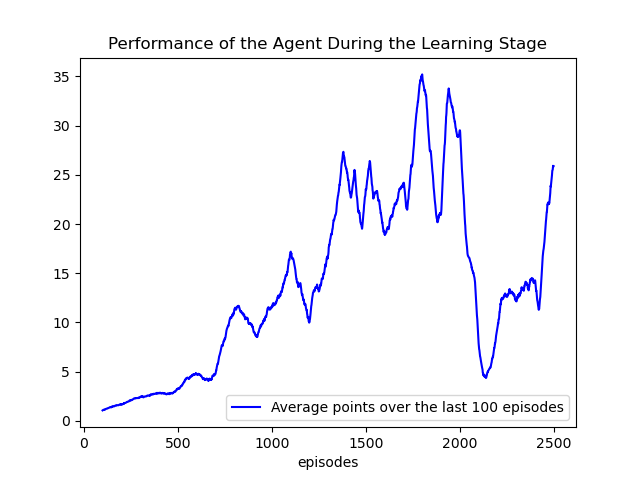 Performance of the Agent During the Learning Stage
35
30
25
20
15
10
5
0
Average points over the last 100 episodes
0 500 1000 1500 2000 2500
episodes